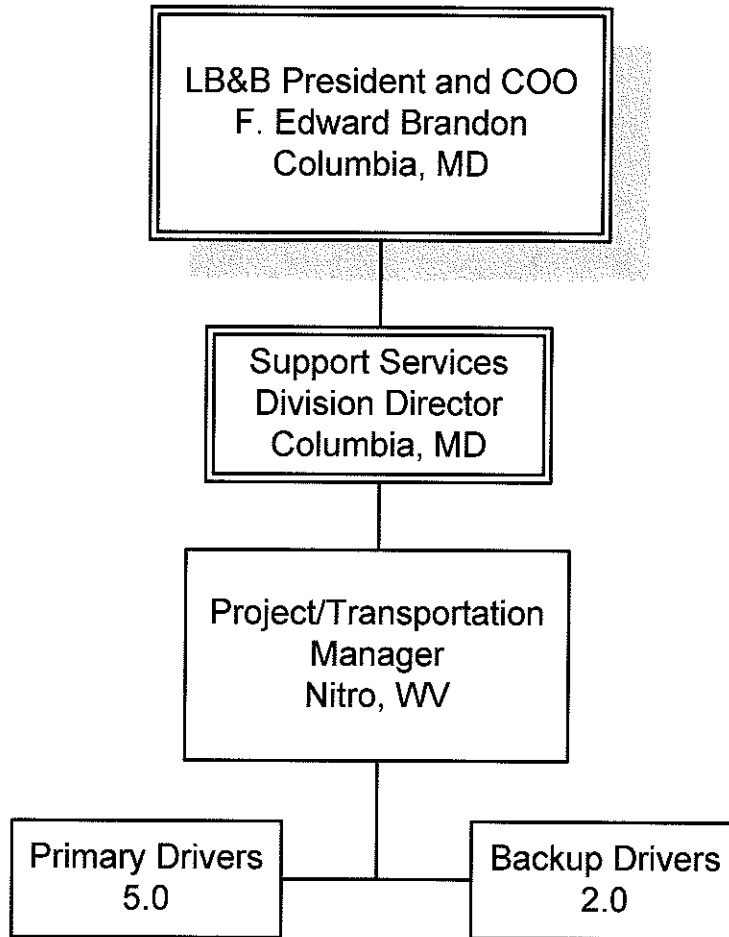 LB&B President and COO
F. Edward Brandon
Columbia, MD
Support Services
Division Director
Columbia, MD
Project/Transportation
Manager
Nitro, WV
Primary Drivers
5.0
Backup Drivers
2.0